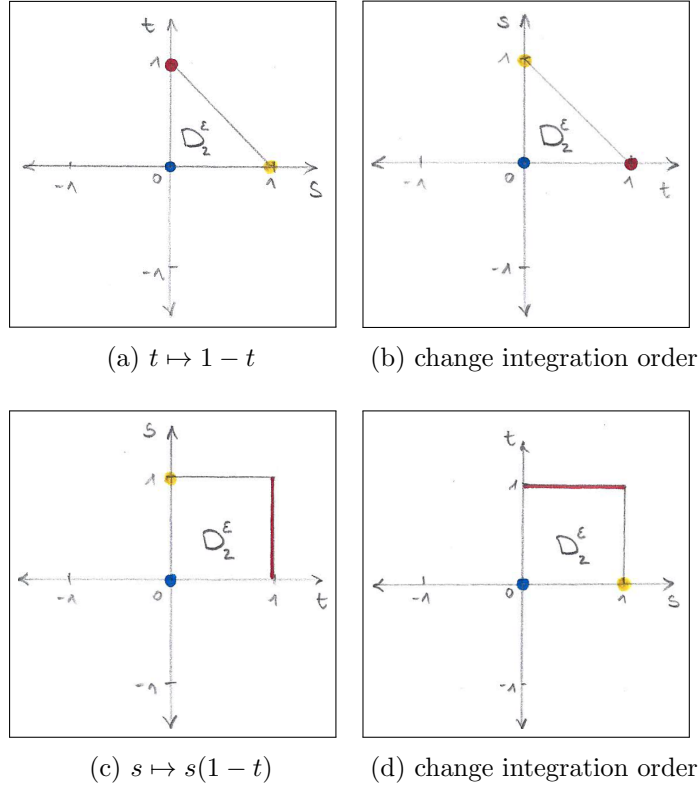 t
s
1
1
D₂^ε
D₂^ε
-1
0
1
s
-1
0
1
t
-1
-1
(a) t ↦ 1 − t
(b) change integration order
s
t
1
1
D₂^ε
D₂^ε
-1
0
1
t
-1
0
1
s
-1
-1
(c) s ↦ s(1 − t)
(d) change integration order